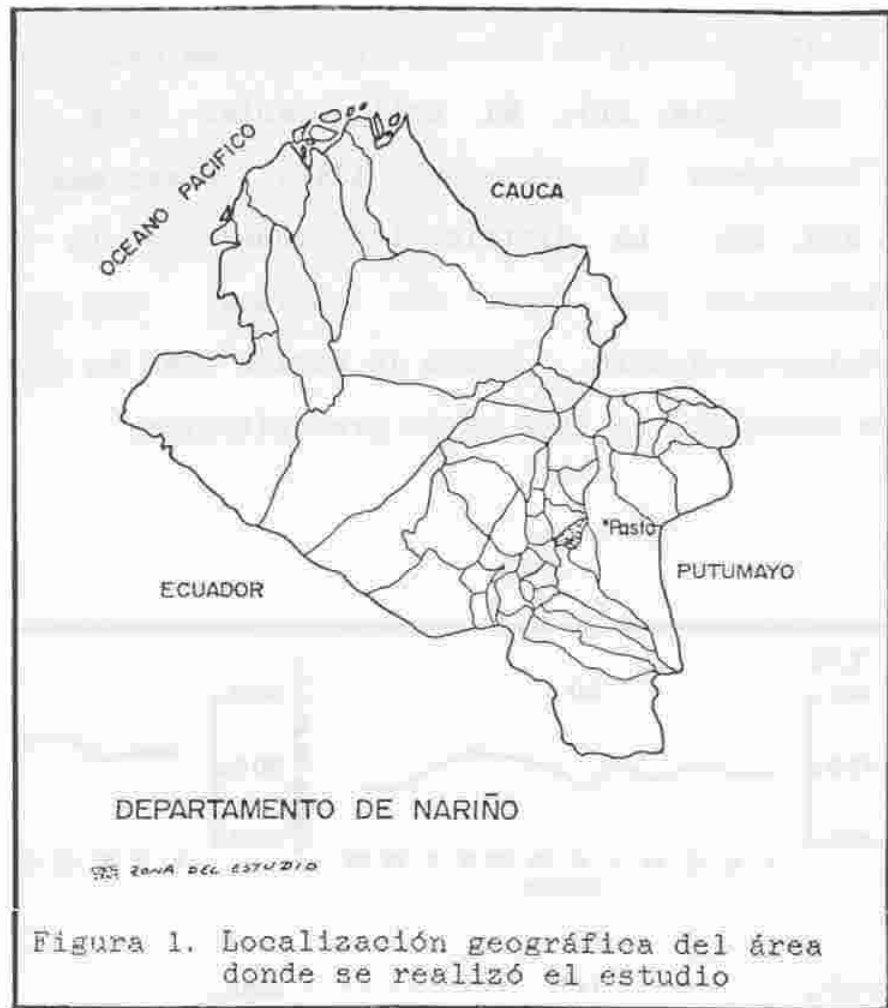 OCEANO PACIFICO
CAUCA
*Pasto
PUTUMAYO
ECUADOR
DEPARTAMENTO DE NARIÑO
ZONA DEL ESTUDIO
Figura 1. Localización geográfica del área
donde se realizó el estudio